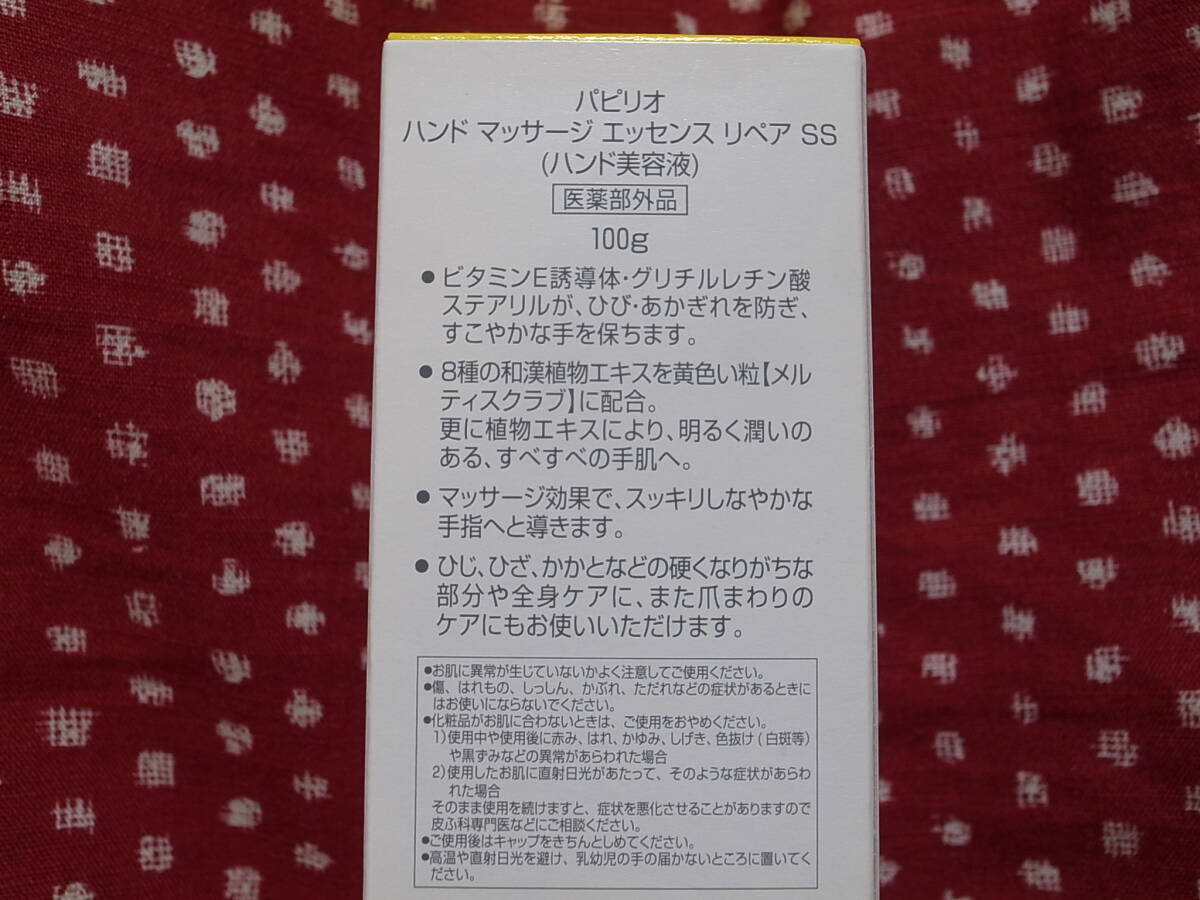 パピリオ
ハンド マッサージ エッセンス リペア SS
(ハンド美容液)
医薬部外品
100g
●ビタミンE誘導体・グリチルレチン酸
ステアリルが、ひび・あかぎれを防ぎ、
すこやかな手を保ちます。
●8種の和漢植物エキスを黄色い粒【メル
ティスクラブ】に配合。
更に植物エキスにより、明るく潤いの
ある、すべすべの手肌へ。
●マッサージ効果で、スッキリしなやかな
手指へと導きます。
●ひじ、ひざ、かかとなどの硬くなりがちな
部分や全身ケアに、また爪まわりの
ケアにもお使いいただけます。
●お肌に異常が生じていないかよく注意してご使用ください。
●傷、はれもの、しっしん、かぶれ、ただれなどの症状があるときに
はお使いにならないでください。
●化粧品がお肌に合わないときは、ご使用をおやめください。
1)使用中や使用後に赤み、はれ、かゆみ、しげき、色抜け(白斑等)
や黒ずみなどの異常があらわれた場合
2)使用したお肌に直射日光があたって、そのような症状があらわ
れた場合
そのまま使用を続けますと、症状を悪化させることがありますので
皮ふ科専門医などにご相談ください。
●ご使用後はキャップをきちんとしめてください。
●高温や直射日光を避け、乳幼児の手の届かないところに置いてく
ださい。